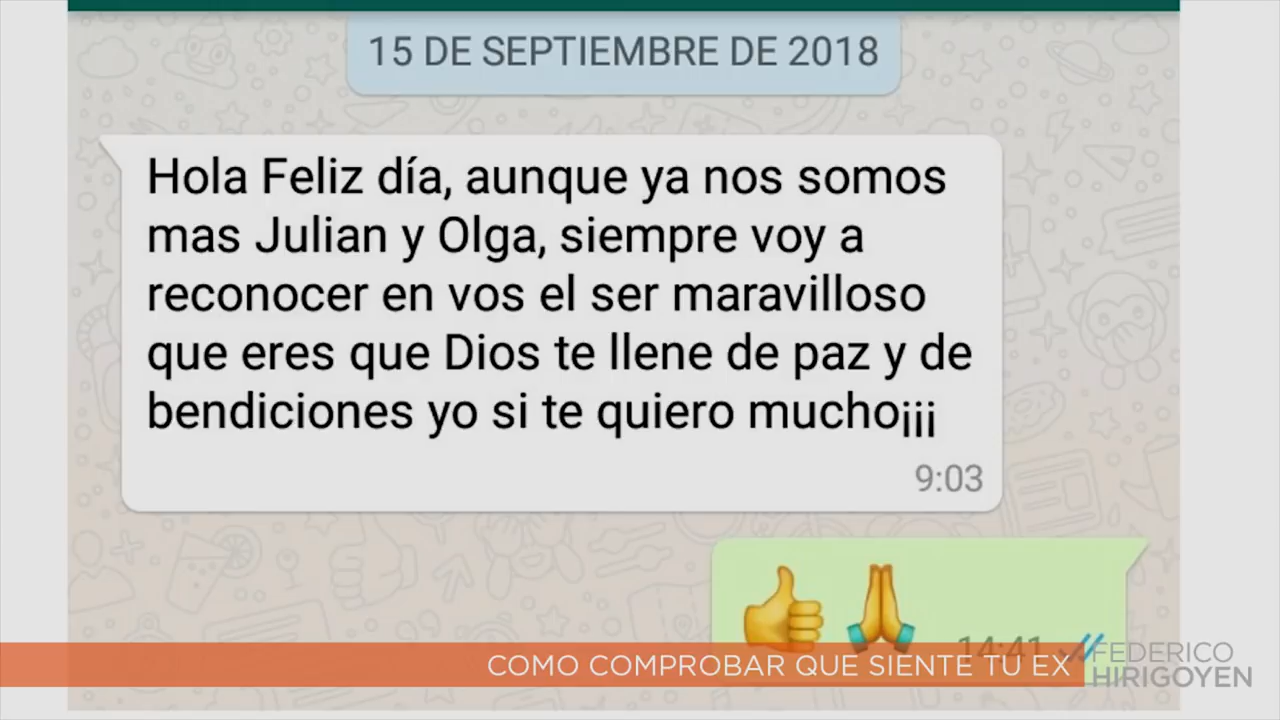 15 DE SEPTIEMBRE DE 2018
Hola Feliz día, aunque ya nos somos
mas Julian y Olga, siempre voy a
reconocer en vos el ser maravilloso
que eres que Dios te llene de paz y de
bendiciones yo si te quiero mucho¡¡¡
9:03
14:41
COMO COMPROBAR QUE SIENTE TU EX
FEDERICO
HIRIGOYEN